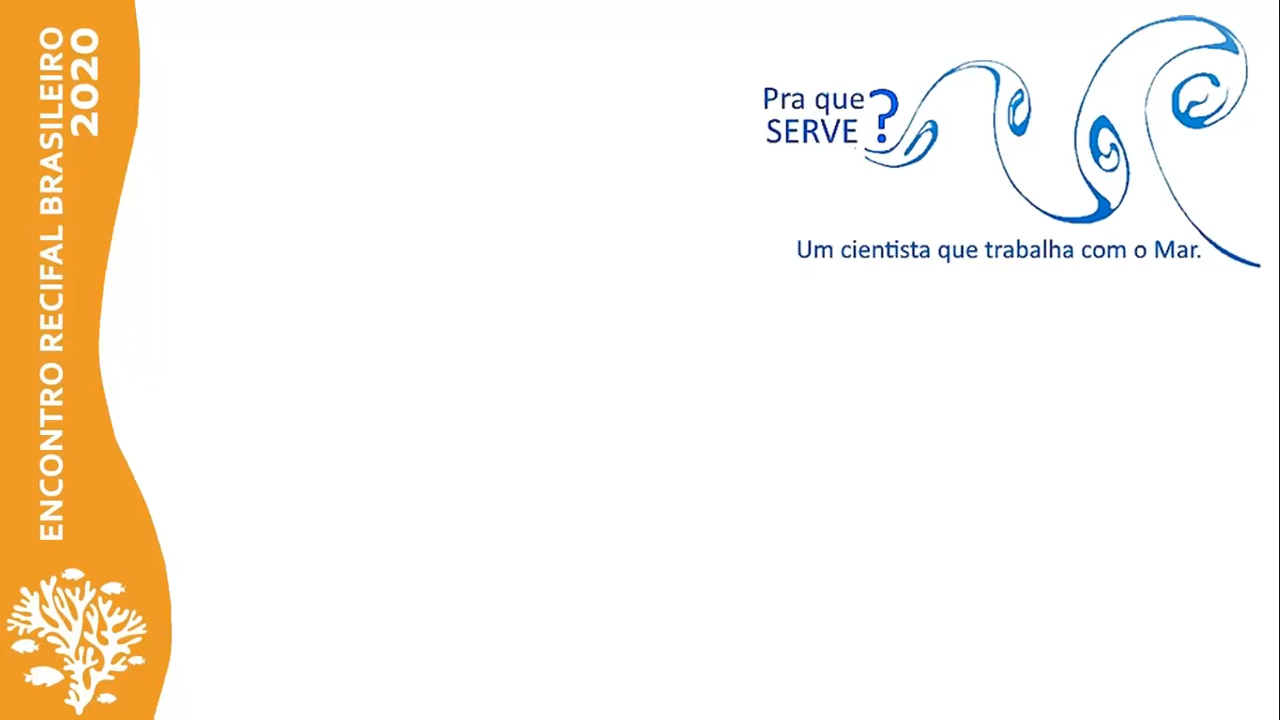 ENCONTRO RECIFAL BRASILEIRO
2020
Pra que
SERVE ?
Um cientista que trabalha com o Mar.